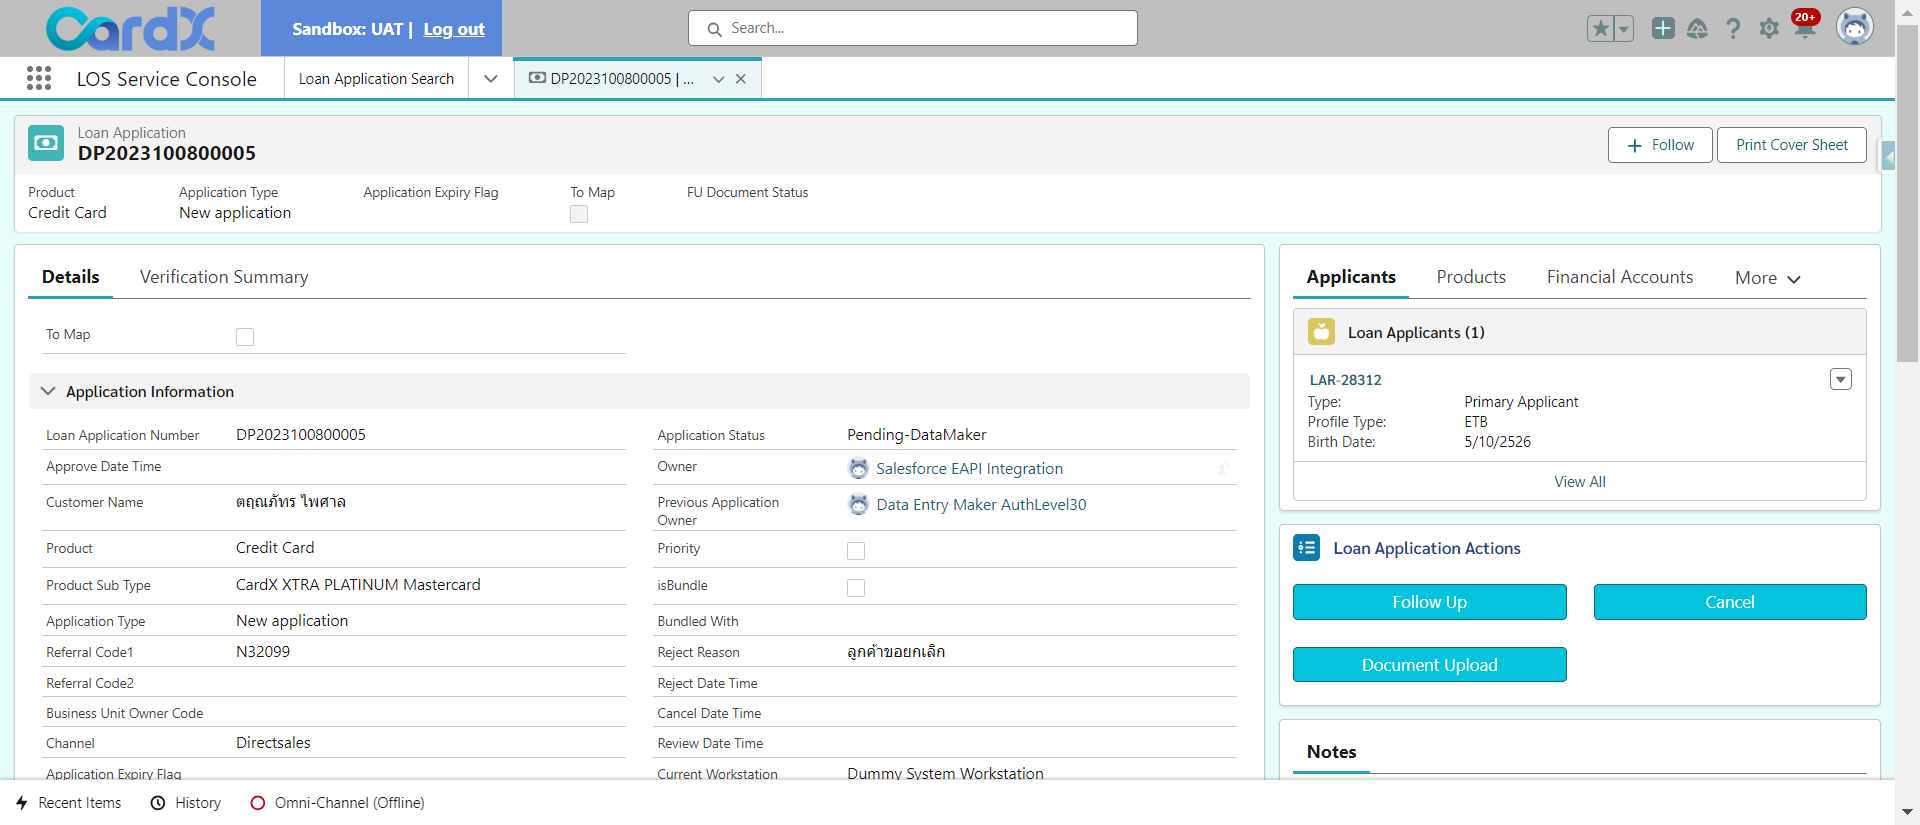 CardX
Sandbox: UAT | Log out
Search...
20+
LOS Service Console
Loan Application Search
DP2023100800005 | ...
Loan Application
DP2023100800005
Follow
Print Cover Sheet
Product
Credit Card
Application Type
New application
Application Expiry Flag
To Map
FU Document Status
Details
Verification Summary
To Map
Application Information
Loan Application Number DP2023100800005
Approve Date Time
Customer Name ตฤณภัทร ไพศาล
Product Credit Card
Product Sub Type CardX XTRA PLATINUM Mastercard
Application Type New application
Referral Code1 N32099
Referral Code2
Business Unit Owner Code
Channel Directsales
Application Expiry Flag
Application Status Pending-DataMaker
Owner Salesforce EAPI Integration
Previous Application
Owner
Data Entry Maker AuthLevel30
Priority
isBundle
Bundled With
Reject Reason ลูกค้าขอยกเลิก
Reject Date Time
Cancel Date Time
Review Date Time
Current Workstation Dummy System Workstation
Applicants
Products
Financial Accounts
More
Loan Applicants (1)
LAR-28312
Type: Primary Applicant
Profile Type: ETB
Birth Date: 5/10/2526
View All
Loan Application Actions
Follow Up
Cancel
Document Upload
Notes
Recent Items
History
Omni-Channel (Offline)